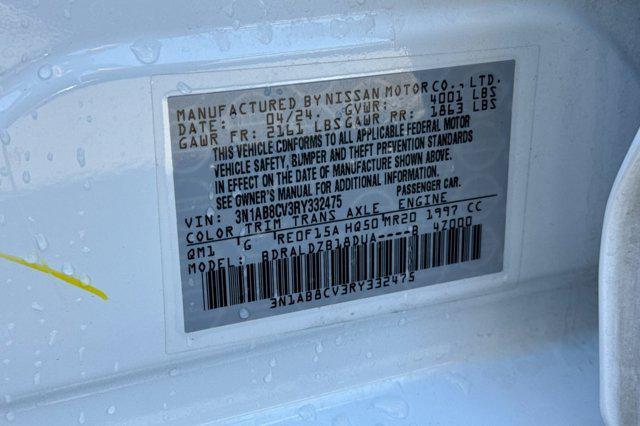 MANUFACTURED BY NISSAN MOTOR CO., LTD.
DATE: 04/24 GVWR: 4001 LBS
GAWR FR: 2161 LBS GAWR RR: 1863 LBS
THIS VEHICLE CONFORMS TO ALL APPLICABLE FEDERAL MOTOR
VEHICLE SAFETY, BUMPER AND THEFT PREVENTION STANDARDS
IN EFFECT ON THE DATE OF MANUFACTURE SHOWN ABOVE.
SEE OWNER'S MANUAL FOR ADDITIONAL INFORMATION.
VIN: 3N1AB8CV3RY332475 PASSENGER CAR.
COLOR TRIM TRANS AXLE ENGINE
QM1 G RE0F15A HQ50 MR20 1997 CC
MODEL: BDRALDZB18DUA----B 47000
3N1AB8CV3RY332475